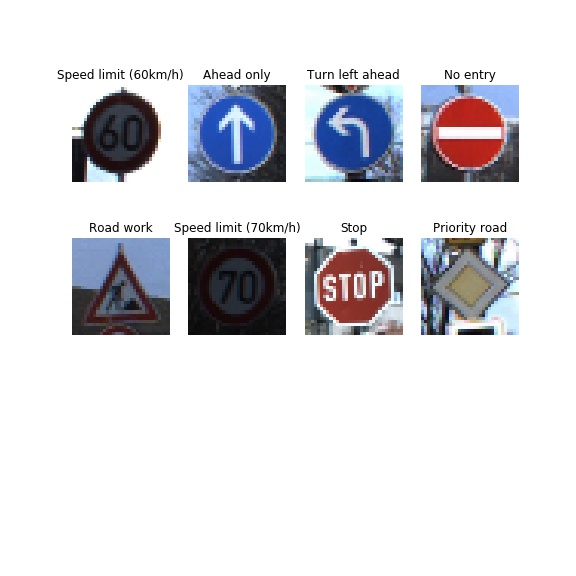 Speed limit (60km/h)
Ahead only
Turn left ahead
No entry
60
Road work
Speed limit (70km/h)
Stop
Priority road
70
STOP